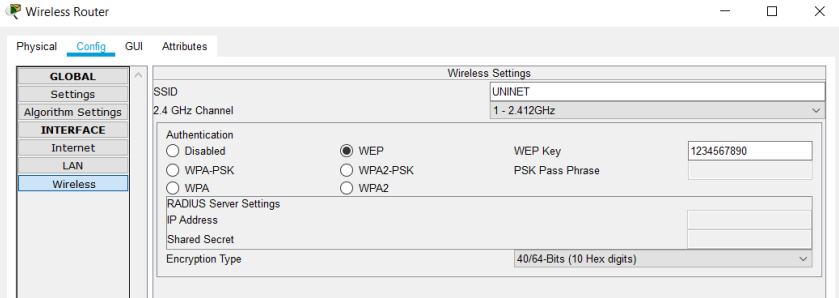 Wireless Router
Physical Config GUI Attributes
GLOBAL
Settings
Algorithm Settings
INTERFACE
Internet
LAN
Wireless
Wireless Settings
SSID UNINET
2.4 GHz Channel 1 - 2.412GHz
Authentication
Disabled WEP WEP Key 1234567890
WPA-PSK WPA2-PSK PSK Pass Phrase
WPA WPA2
RADIUS Server Settings
IP Address
Shared Secret
Encryption Type 40/64-Bits (10 Hex digits)